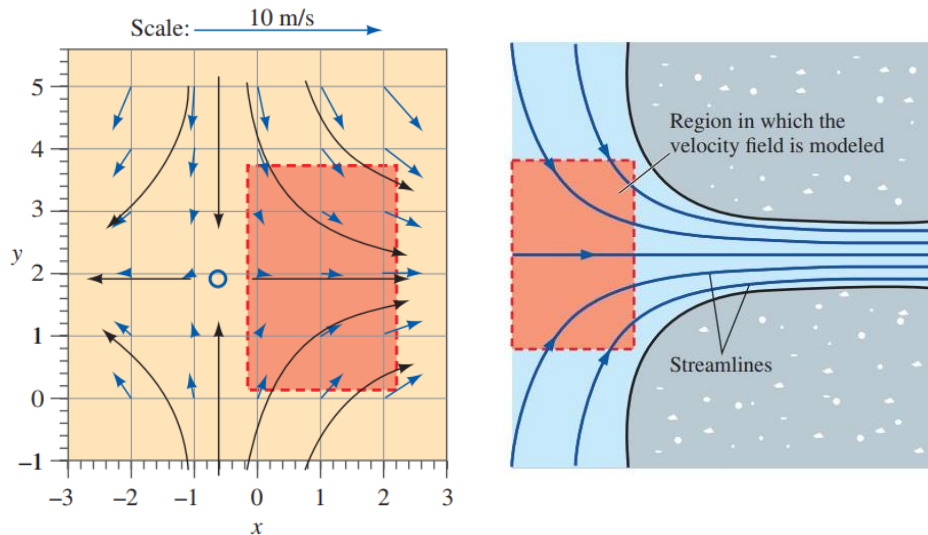 Scale:
10 m/s
5
4
3
2
1
0
−1
y
−3
−2
−1
0
1
2
3
x
Region in which the
velocity field is modeled
Streamlines